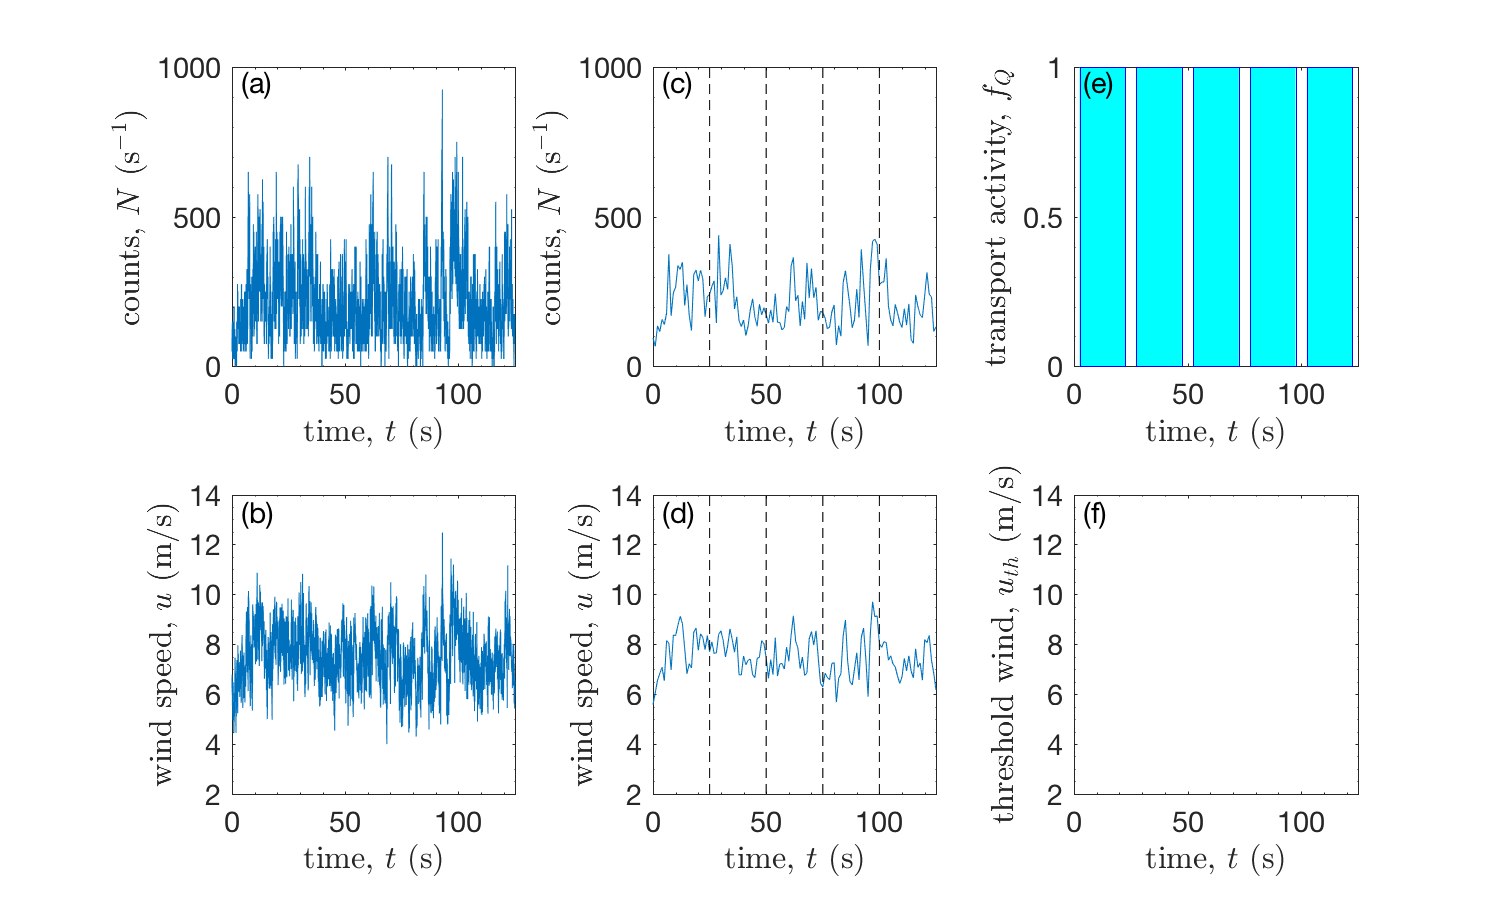 (a)
counts, N (s⁻¹)
1000
500
0
0 50 100
time, t (s)
(c)
counts, N (s⁻¹)
1000
500
0
0 50 100
time, t (s)
(e)
transport activity, f_Q
1
0.5
0
0 50 100
time, t (s)
(b)
wind speed, u (m/s)
14
12
10
8
6
4
2
0 50 100
time, t (s)
(d)
wind speed, u (m/s)
14
12
10
8
6
4
2
0 50 100
time, t (s)
(f)
threshold wind, u_th (m/s)
14
12
10
8
6
4
2
0 50 100
time, t (s)